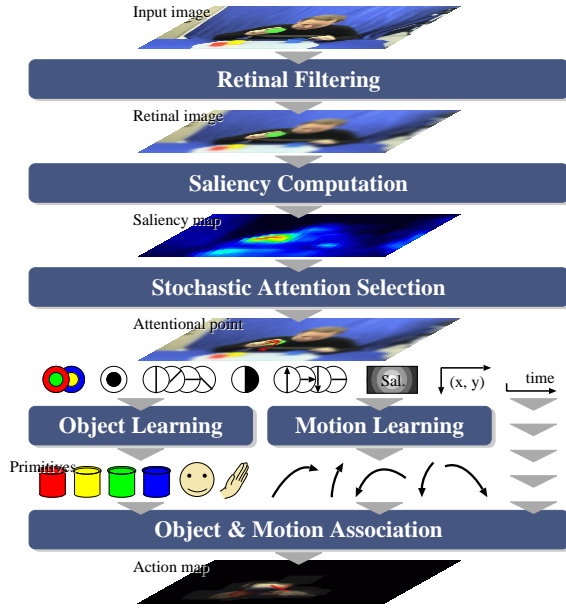 Input image
Retinal Filtering
Retinal image
Saliency Computation
Saliency map
Stochastic Attention Selection
Attentional point
Sal.
(x, y)
time
Object Learning
Motion Learning
Primitives
Object & Motion Association
Action map